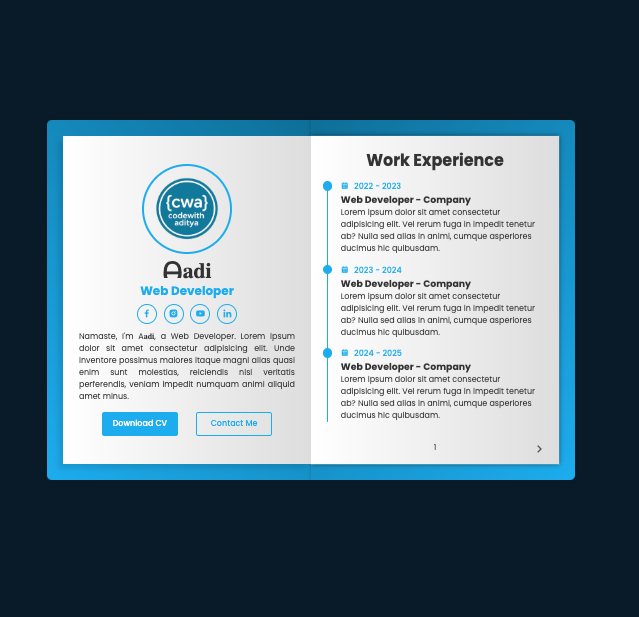 {cwa}
codewith
aditya
Aadi
Web Developer
Namaste, I'm Aadi, a Web Developer. Lorem ipsum
dolor sit amet consectetur adipisicing elit. Unde
inventore possimus maiores itaque magni alias quasi
enim sunt molestias, reiciendis nisi veritatis
perferendis, veniam impedit numquam animi aliquid
amet minus.
Download CV
Contact Me
Work Experience
2022 - 2023
Web Developer - Company
Lorem ipsum dolor sit amet consectetur
adipisicing elit. Vel rerum fuga in impedit tenetur
ab? Nulla sed alias in animi, cumque asperiores
ducimus hic quibusdam.
2023 - 2024
Web Developer - Company
Lorem ipsum dolor sit amet consectetur
adipisicing elit. Vel rerum fuga in impedit tenetur
ab? Nulla sed alias in animi, cumque asperiores
ducimus hic quibusdam.
2024 - 2025
Web Developer - Company
Lorem ipsum dolor sit amet consectetur
adipisicing elit. Vel rerum fuga in impedit tenetur
ab? Nulla sed alias in animi, cumque asperiores
ducimus hic quibusdam.
1